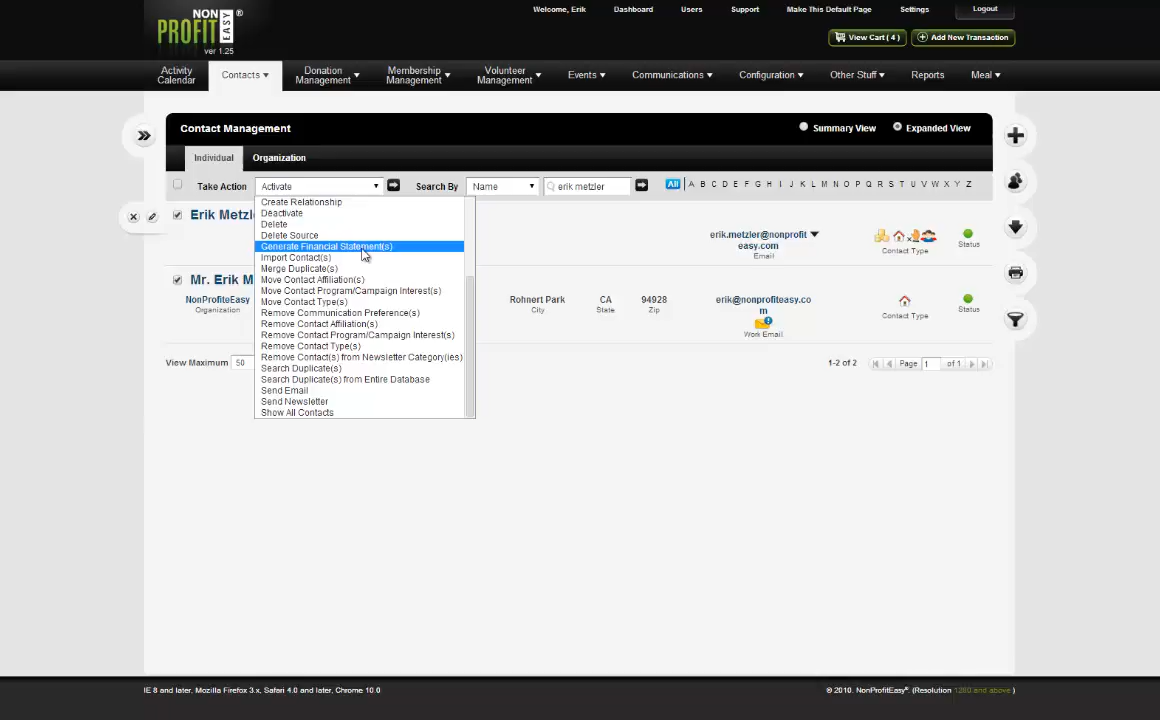 NON
PROFIT EASY®
ver 1.25
Welcome, Erik Dashboard Users Support Make This Default Page Settings Logout
View Cart ( 4 ) Add New Transaction
Activity Calendar Contacts Donation Management Membership Management Volunteer Management Events Communications Configuration Other Stuff Reports Meal
Contact Management Summary View Expanded View
Individual Organization
Take Action Activate Search By Name erik metzler All A B C D E F G H I J K L M N O P Q R S T U V W X Y Z
Create Relationship
Deactivate
Delete
Delete Source
Generate Financial Statement(s)
Import Contact(s)
Merge Duplicate(s)
Move Contact Affiliation(s)
Move Contact Program/Campaign Interest(s)
Move Contact Type(s)
Remove Communication Preference(s)
Remove Contact Affiliation(s)
Remove Contact Program/Campaign Interest(s)
Remove Contact Type(s)
Remove Contact(s) from Newsletter Category(ies)
Search Duplicate(s)
Search Duplicate(s) from Entire Database
Send Email
Send Newsletter
Show All Contacts
Erik Metzl
erik.metzler@nonprofit
easy.com
Email
Contact Type
Status
Mr. Erik M
NonProfitEasy
Organization
Rohnert Park
City
CA
State
94928
Zip
erik@nonprofiteasy.co
m
Work Email
Contact Type
Status
View Maximum 50 1-2 of 2 Page 1 of 1
IE 8 and later, Mozilla Firefox 3.x, Safari 4.0 and later, Chrome 10.0 © 2010. NonProfitEasy®. (Resolution 1280 and above )